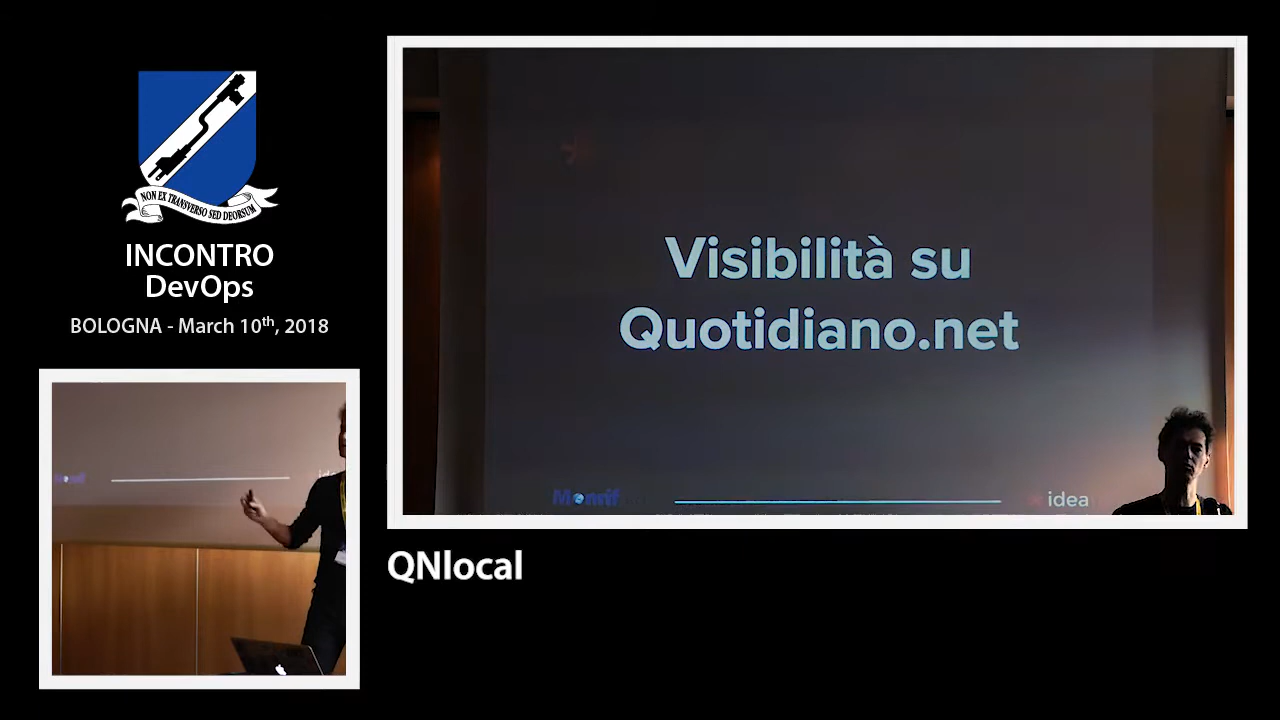 NON EX TRANSVERSO SED DEORSUM
INCONTRO
DevOps
BOLOGNA - March 10th, 2018
Visibilità su
Quotidiano.net
idea
QNlocal